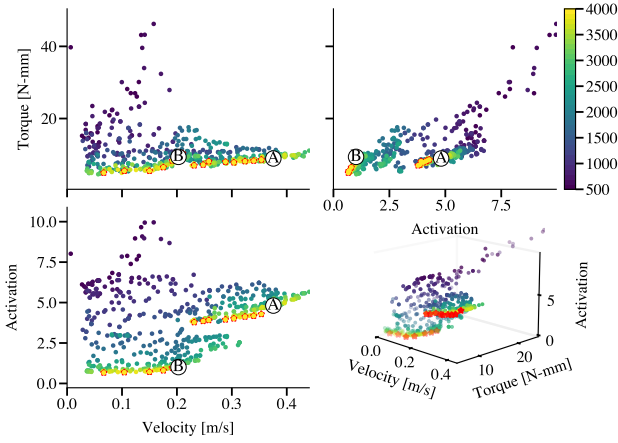 4000
3500
3000
2500
2000
1500
1000
500
Torque [N-mm]
40
20
B
A
0.0 2.5 5.0 7.5
Activation
Activation
10.0
7.5
5.0
2.5
0.0
0.0 0.1 0.2 0.3 0.4
Velocity [m/s]
A
B
B
A
Activation
5
0
0.0
0.2
0.4
10
20
Velocity [m/s]
Torque [N-mm]